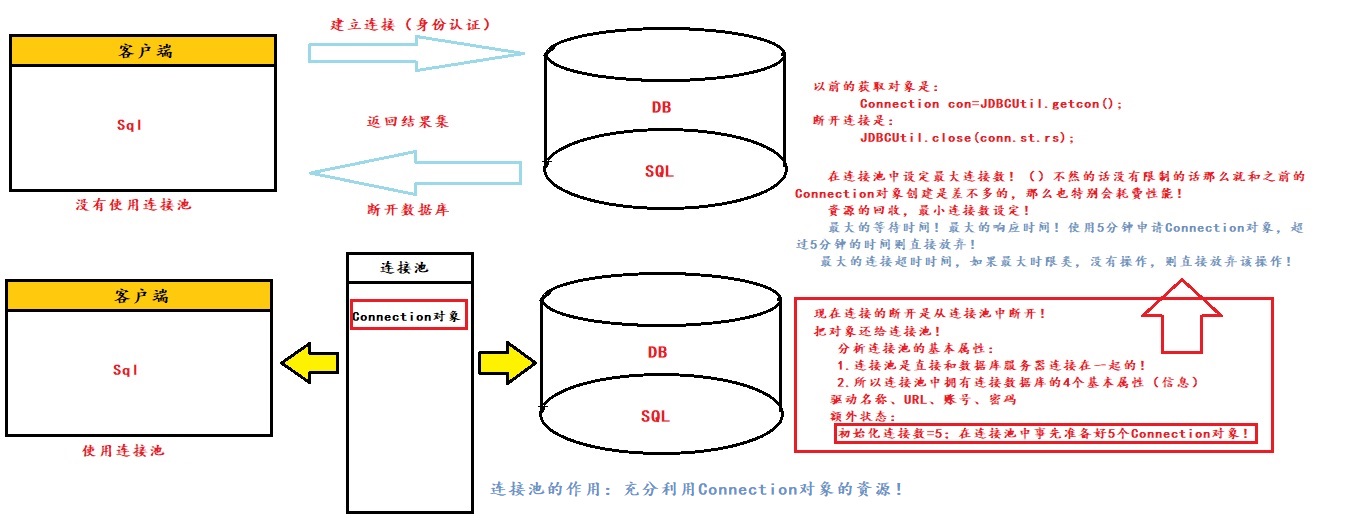 建立连接（身份认证）
客户端
Sql
返回结果集
断开数据库
没有使用连接池
DB
SQL
以前的获取对象是：
Connection con=JDBCUtil.getcon();
断开连接是：
JDBCUtil.close(conn.st.rs);
在连接池中设定最大连接数！（）不然的话没有限制的话那么就和之前的
Connection对象创建是差不多的，那么也特别会耗费性能！
资源的回收，最小连接数设定！
最大的等待时间！最大的响应时间！使用5分钟申请Connection对象，超
过5分钟的时间则直接放弃！
最大的连接超时时间，如果最大时限类，没有操作，则直接放弃该操作！
客户端
Sql
使用连接池
连接池
Connection对象
DB
SQL
现在连接的断开是从连接池中断开！
把对象还给连接池！
分析连接池的基本属性：
1.连接池是直接和数据库服务器连接在一起的！
2.所以连接池中拥有连接数据库的4个基本属性（信息）
驱动名称、URL、账号、密码
额外状态：
初始化连接数=5；在连接池中事先准备好5个Connection对象！
连接池的作用：充分利用Connection对象的资源！